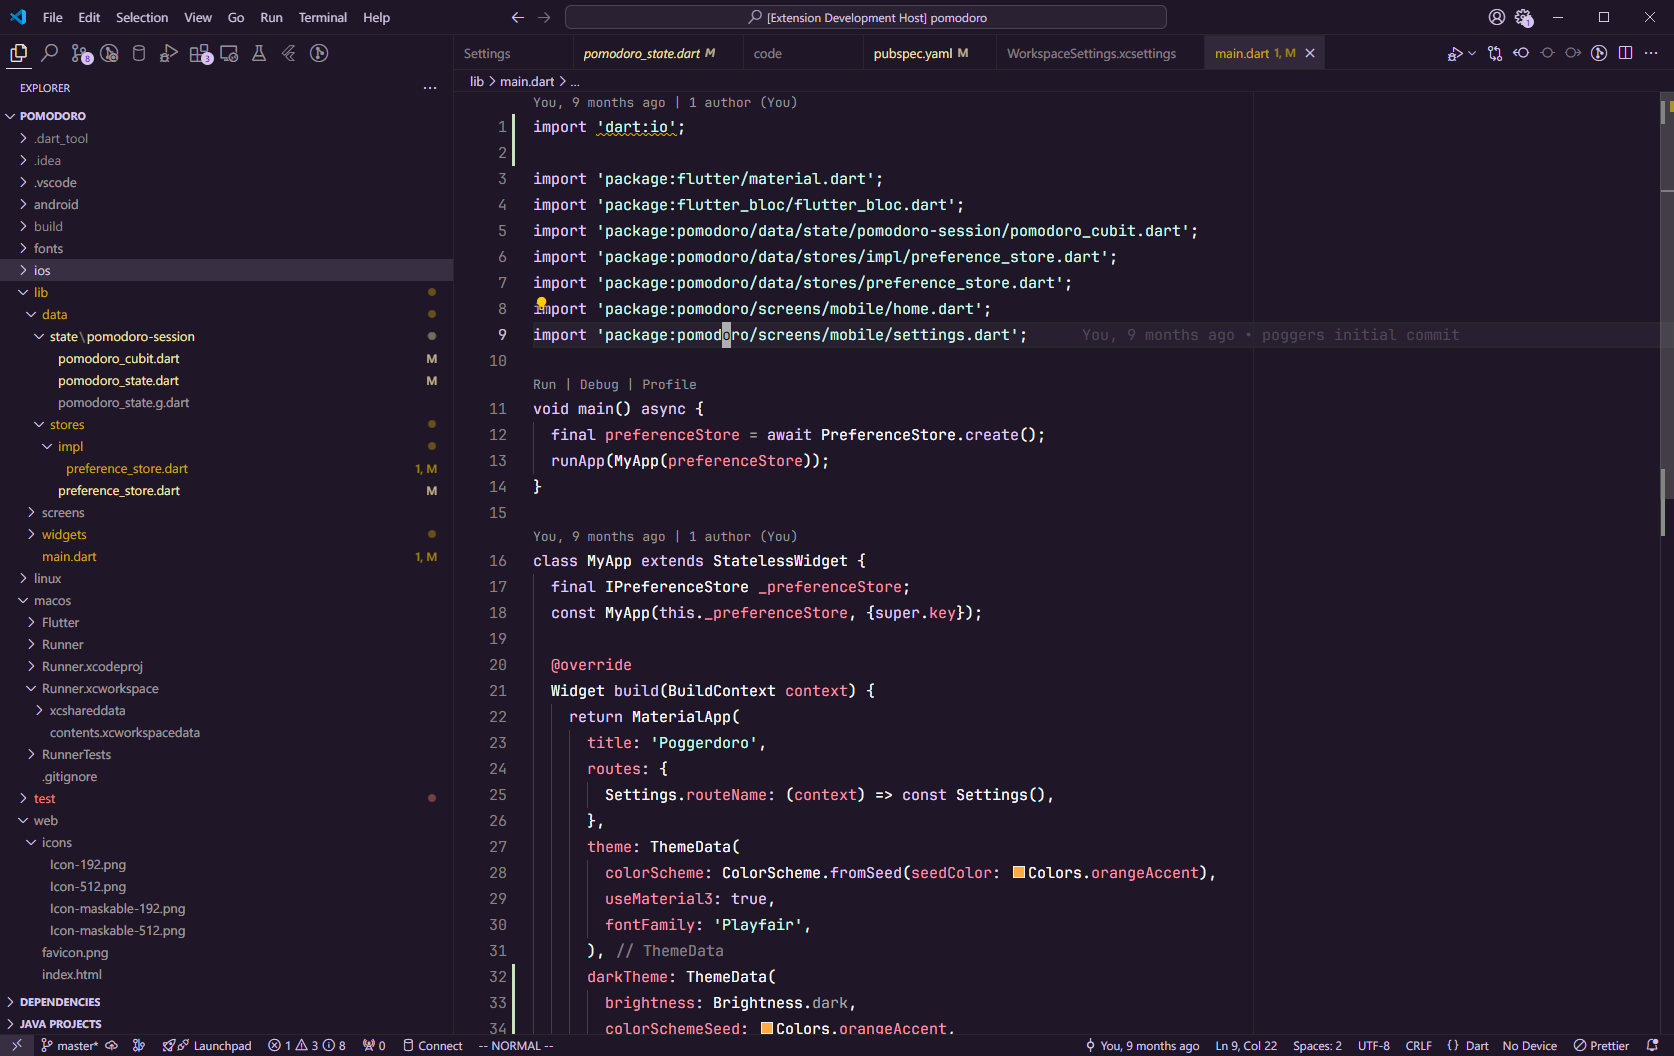 File Edit Selection View Go Run Terminal Help
[Extension Development Host] pomodoro
1
8
3
Settings
pomodoro_state.dart M
code
pubspec.yaml M
WorkspaceSettings.xcsettings
main.dart 1, M
EXPLORER
lib > main.dart > ...
POMODORO
.dart_tool
.idea
.vscode
android
build
fonts
ios
lib
data
state\pomodoro-session
pomodoro_cubit.dart M
pomodoro_state.dart M
pomodoro_state.g.dart
stores
impl
preference_store.dart 1, M
preference_store.dart M
screens
widgets
main.dart 1, M
linux
macos
Flutter
Runner
Runner.xcodeproj
Runner.xcworkspace
xcshareddata
contents.xcworkspacedata
RunnerTests
.gitignore
test
web
icons
Icon-192.png
Icon-512.png
Icon-maskable-192.png
Icon-maskable-512.png
favicon.png
index.html
DEPENDENCIES
JAVA PROJECTS
You, 9 months ago | 1 author (You)
1 import 'dart:io';
2
3 import 'package:flutter/material.dart';
4 import 'package:flutter_bloc/flutter_bloc.dart';
5 import 'package:pomodoro/data/state/pomodoro-session/pomodoro_cubit.dart';
6 import 'package:pomodoro/data/stores/impl/preference_store.dart';
7 import 'package:pomodoro/data/stores/preference_store.dart';
8 import 'package:pomodoro/screens/mobile/home.dart';
9 import 'package:pomodoro/screens/mobile/settings.dart'; You, 9 months ago • poggers initial commit
10
Run | Debug | Profile
11 void main() async {
12 final preferenceStore = await PreferenceStore.create();
13 runApp(MyApp(preferenceStore));
14 }
15
You, 9 months ago | 1 author (You)
16 class MyApp extends StatelessWidget {
17 final IPreferenceStore _preferenceStore;
18 const MyApp(this._preferenceStore, {super.key});
19
20 @override
21 Widget build(BuildContext context) {
22 return MaterialApp(
23 title: 'Poggerdoro',
24 routes: {
25 Settings.routeName: (context) => const Settings(),
26 },
27 theme: ThemeData(
28 colorScheme: ColorScheme.fromSeed(seedColor: Colors.orangeAccent),
29 useMaterial3: true,
30 fontFamily: 'Playfair',
31 ), // ThemeData
32 darkTheme: ThemeData(
33 brightness: Brightness.dark,
34 colorSchemeSeed: Colors.orangeAccent,
master* Launchpad 1 3 8 0 Connect -- NORMAL -- You, 9 months ago Ln 9, Col 22 Spaces: 2 UTF-8 CRLF {} Dart No Device Prettier